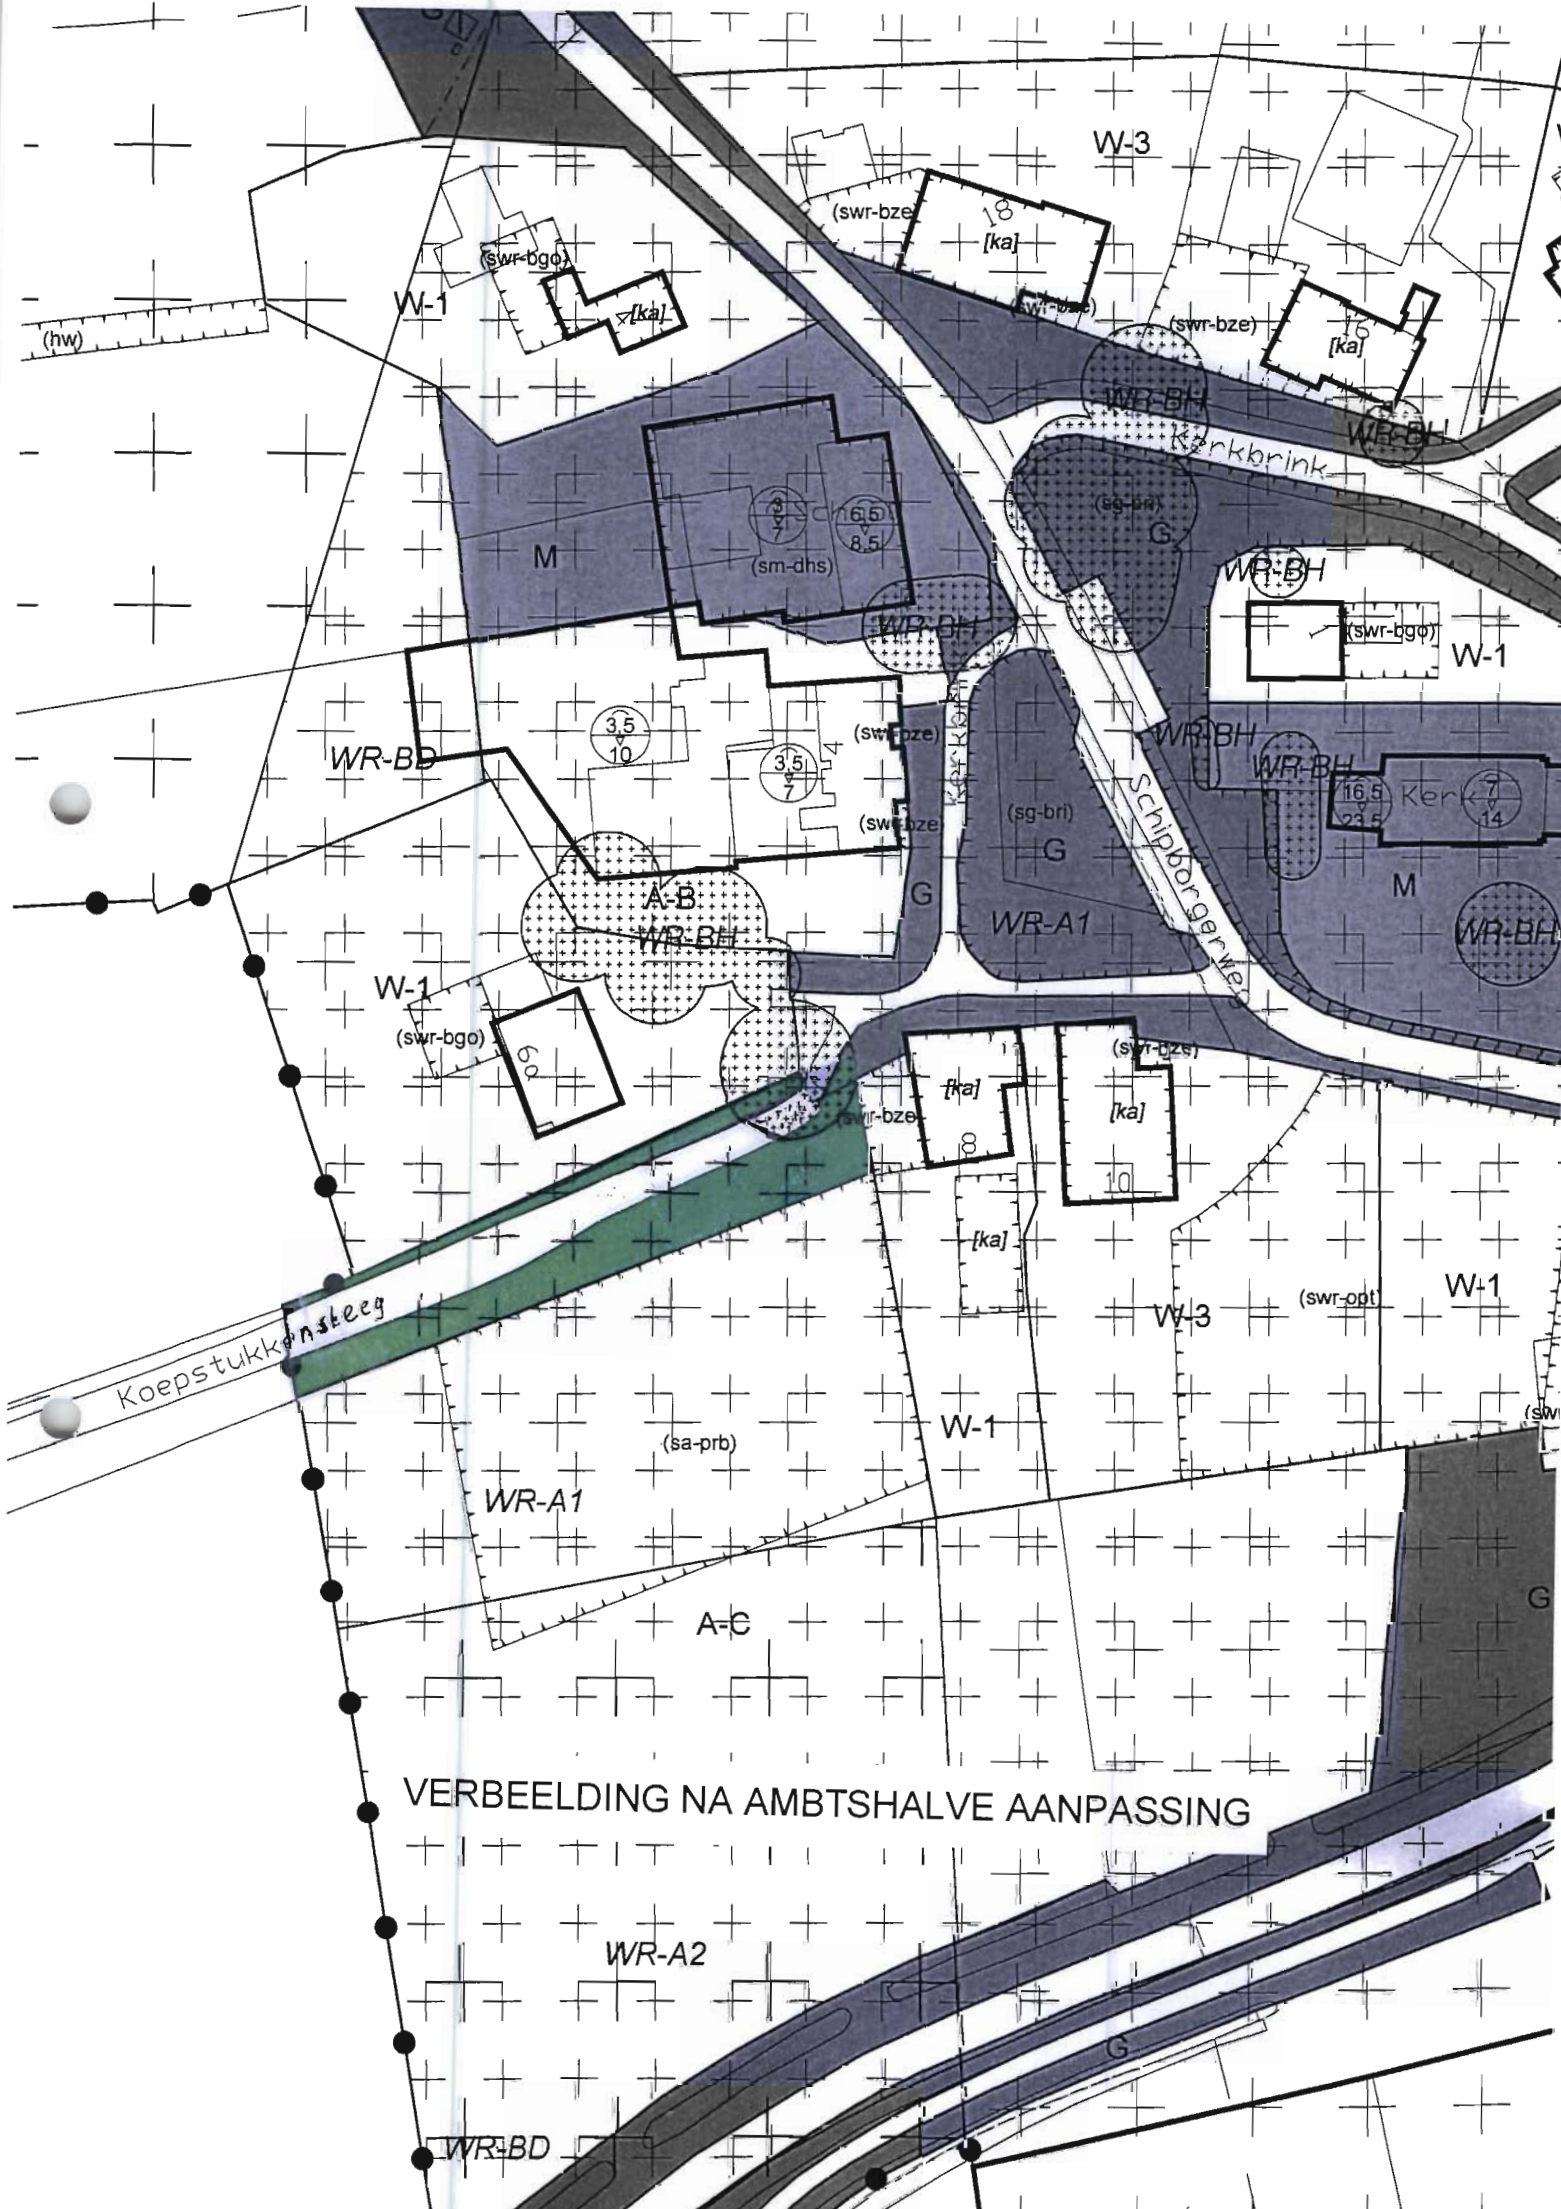 G
W-3
18
[ka]
(swr-bze)
(swr-bgo)
W-1
[ka]
(hw)
(swr-bze)
(swr-bze)
16
[ka]
WR-BH
WR-BH
Kerkbrink
(sg-bri)
G
3
7
6,5
8,5
M
(sm-dhs)
WR-BH
WR-BH
(swr-bgo)
W-1
WR-BD
3,5
10
3,5
7
4
(swr-bze)
(swr-bze)
Kerkbrink
(sg-bri)
G
G
WR-A1
Schipborgerweg
WR-BH
WR-BH
16,5
23,5
Kerk
7
14
M
WR-BH
A-B
WR-BH
W-1
(swr-bgo)
6a
(swr-bze)
[ka]
8
(swr-bze)
[ka]
10
[ka]
W-3
(swr-opt)
W-1
Koepstukkensteeg
(sa-prb)
W-1
WR-A1
A-C
G
VERBEELDING NA AMBTSHALVE AANPASSING
WR-A2
G
WR-BD